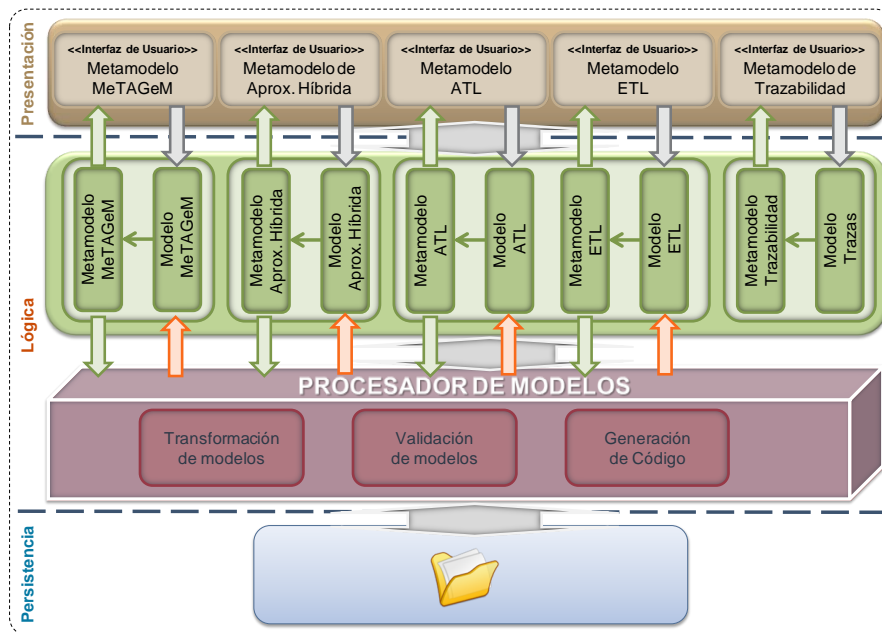 Presentación
<<Interfaz de Usuario>>
Metamodelo
MeTAGeM
<<Interfaz de Usuario>>
Metamodelo de
Aprox. Híbrida
<<Interfaz de Usuario>>
Metamodelo
ATL
<<Interfaz de Usuario>>
Metamodelo
ETL
<<Interfaz de Usuario>>
Metamodelo de
Trazabilidad
Lógica
Metamodelo
MeTAGeM
Modelo
MeTAGeM
Metamodelo
Aprox. Híbrida
Modelo
Aprox. Híbrida
Metamodelo
ATL
Modelo
ATL
Metamodelo
ETL
Modelo
ETL
Metamodelo
Trazabilidad
Modelo
Trazas
PROCESADOR DE MODELOS
Transformación
de modelos
Validación
de modelos
Generación
de Código
Persistencia